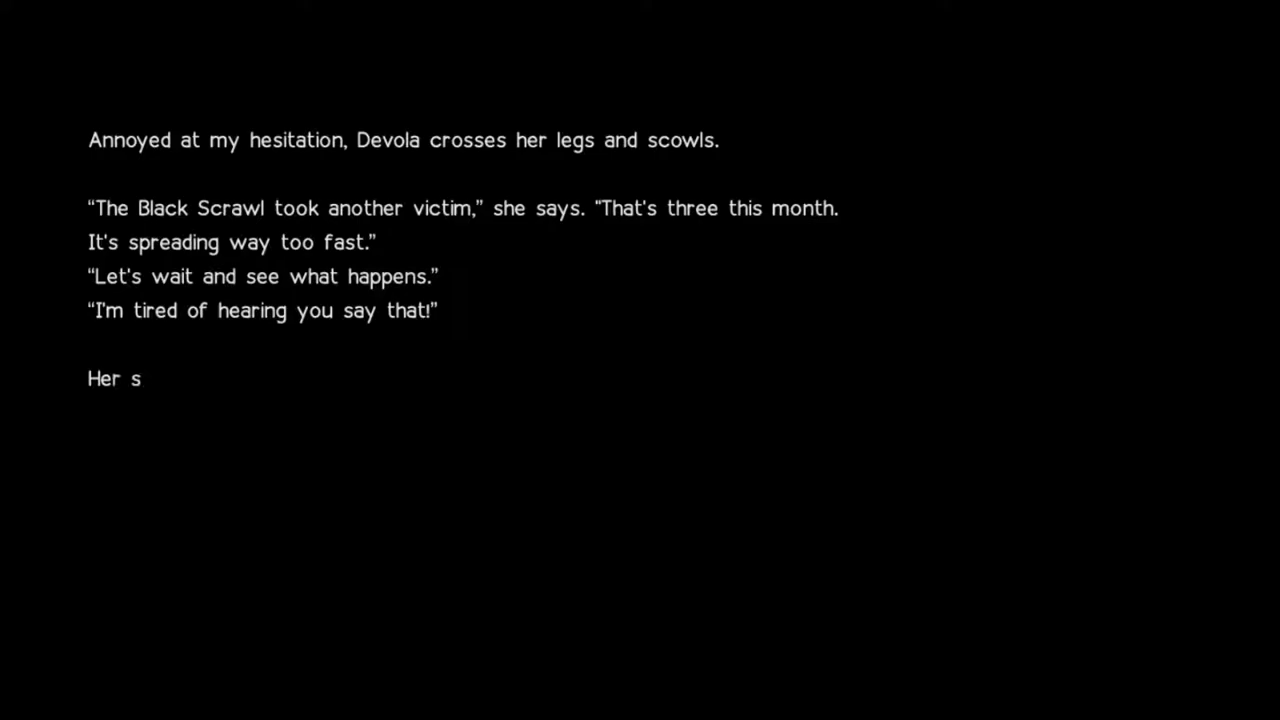 Annoyed at my hesitation, Devola crosses her legs and scowls.
“The Black Scrawl took another victim,” she says. “That's three this month.
It's spreading way too fast.”
“Let's wait and see what happens.”
“I'm tired of hearing you say that!”
Her s